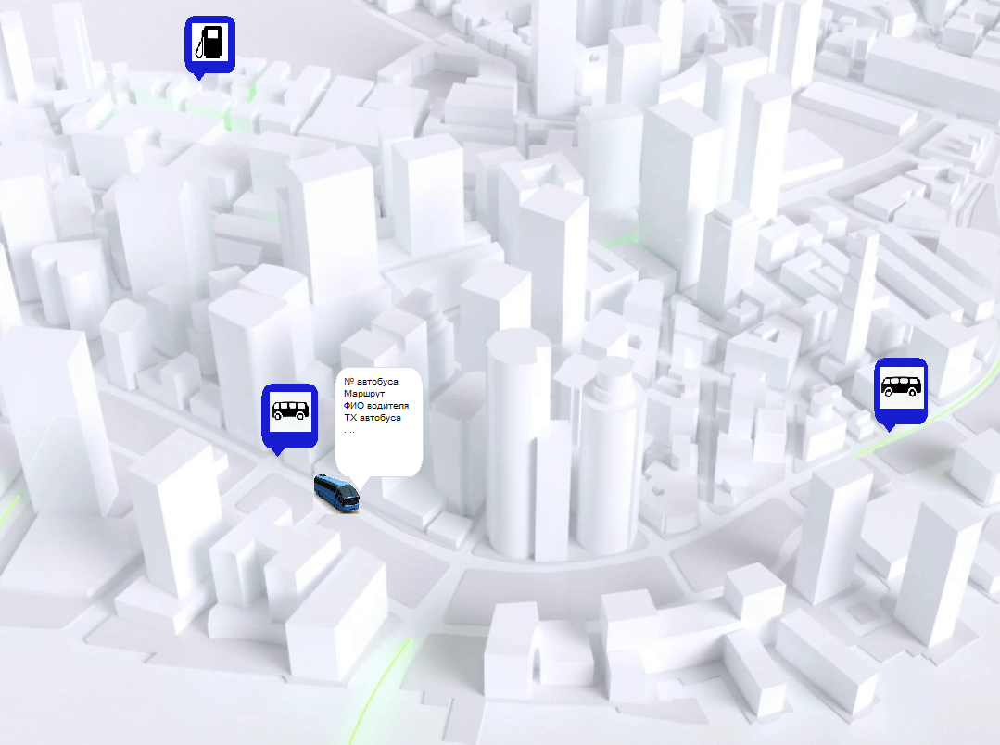 № автобуса
Маршрут
ФИО водителя
ТХ автобуса
....